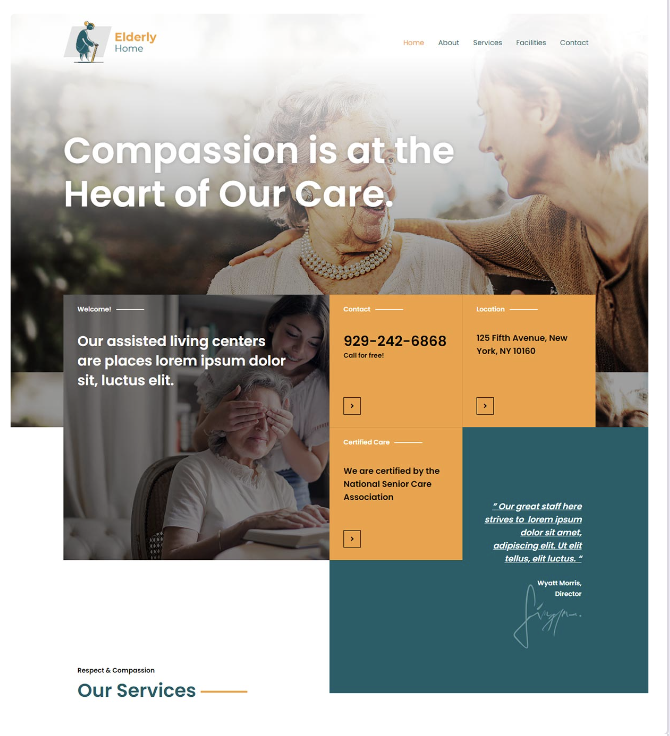 Elderly
Home
Home About Services Facilities Contact
Compassion is at the
Heart of Our Care.
Welcome!
Our assisted living centers
are places lorem ipsum dolor
sit, luctus elit.
Contact
929-242-6868
Call for free!
Location
125 Fifth Avenue, New
York, NY 10160
Certified Care
We are certified by the
National Senior Care
Association
" Our great staff here
strives to lorem ipsum
dolor sit amet,
adipiscing elit. Ut elit
tellus, elit luctus. "
Wyatt Morris,
Director
Respect & Compassion
Our Services